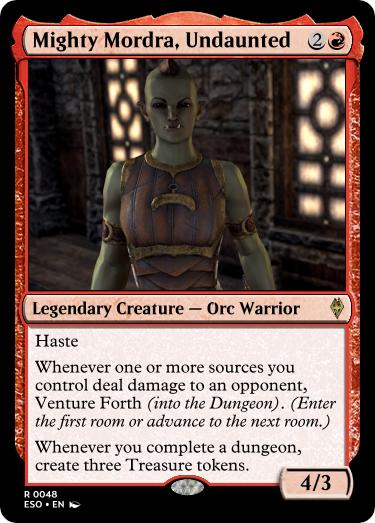 Mighty Mordra, Undaunted 2
Legendary Creature — Orc Warrior
Haste
Whenever one or more sources you
control deal damage to an opponent,
Venture Forth (into the Dungeon). (Enter
the first room or advance to the next room.)
Whenever you complete a dungeon,
create three Treasure tokens.
4/3
R 0048
ESO • EN